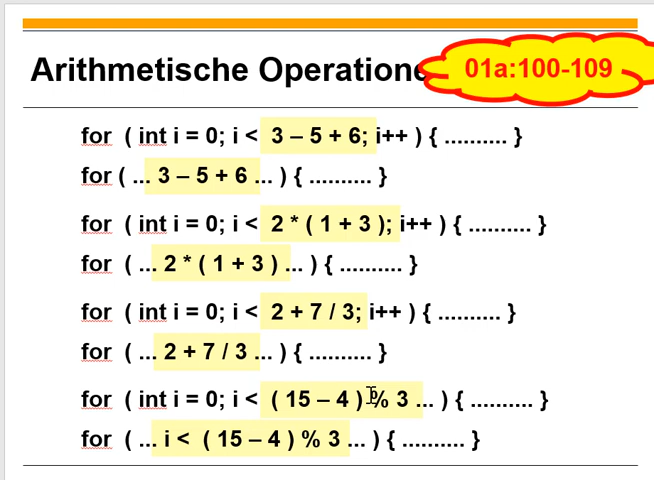 Arithmetische Operatione
01a:100-109
for ( int i = 0; i < 3 – 5 + 6; i++ ) { .......... }
for ( ... 3 – 5 + 6 ... ) { .......... }
for ( int i = 0; i < 2 * ( 1 + 3 ); i++ ) { .......... }
for ( ... 2 * ( 1 + 3 ) ... ) { .......... }
for ( int i = 0; i < 2 + 7 / 3; i++ ) { .......... }
for ( ... 2 + 7 / 3 ... ) { .......... }
for ( int i = 0; i < ( 15 – 4 ) % 3 ... ) { .......... }
for ( ... i < ( 15 – 4 ) % 3 ... ) { .......... }